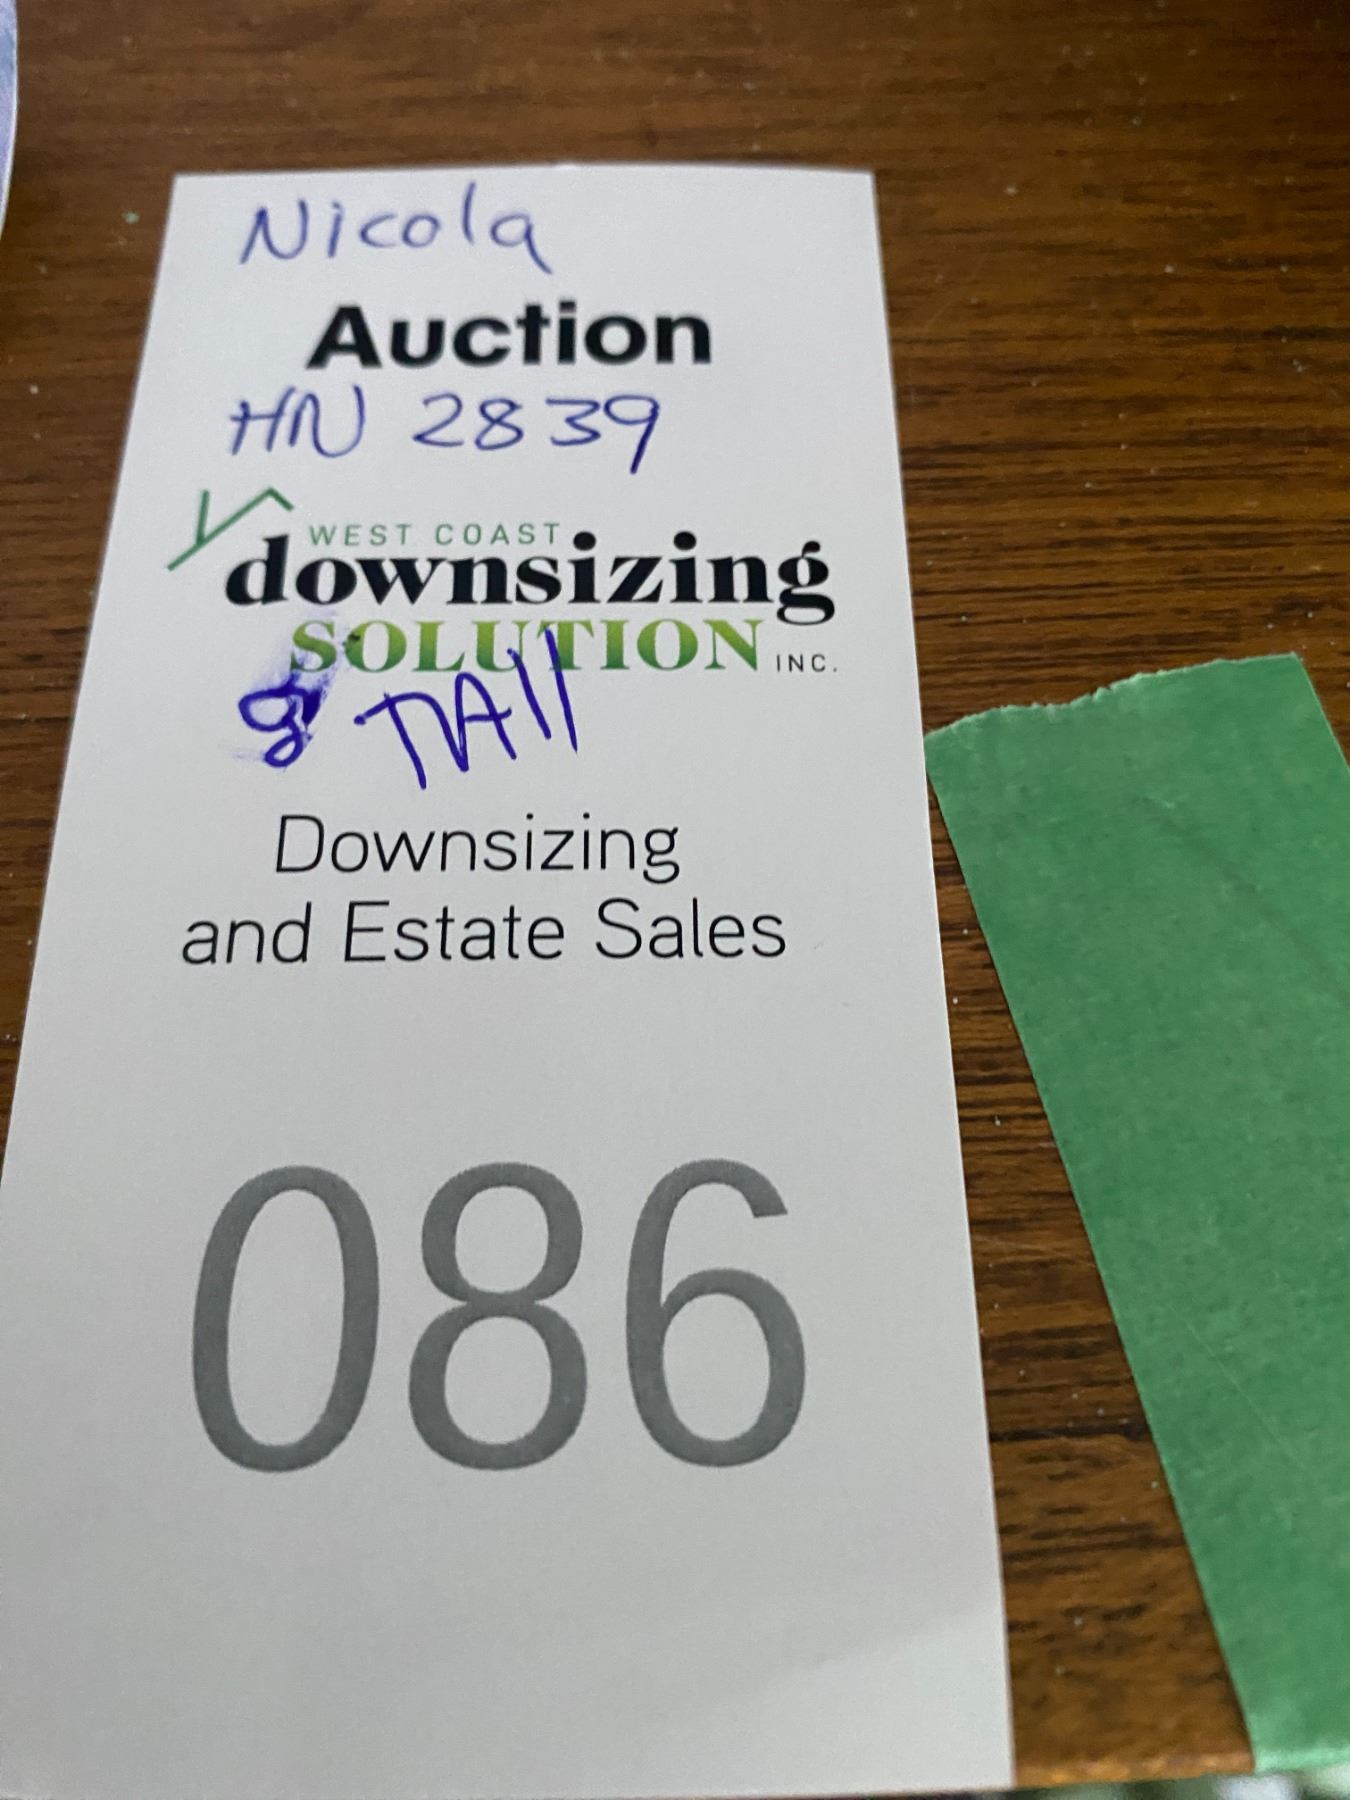 Nicola
Auction
HN 2839
WEST COAST
downsizing
SOLUTION INC.
TAll
Downsizing
and Estate Sales
086